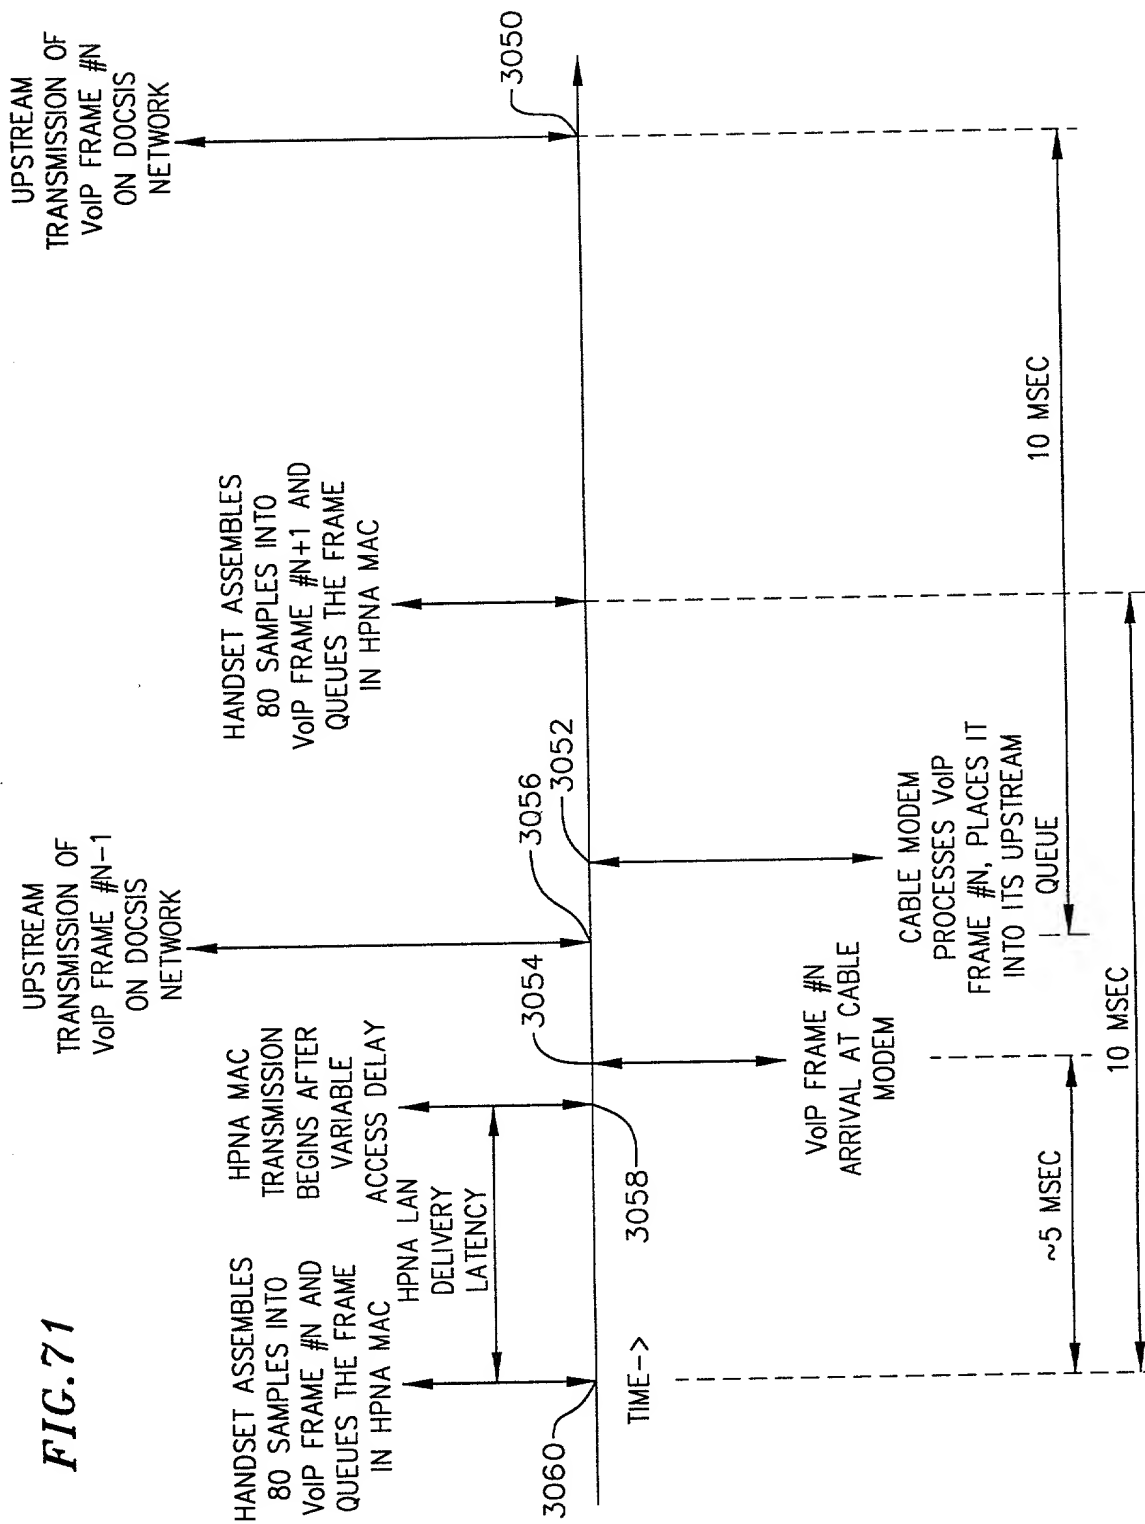 FIG.71
HANDSET ASSEMBLES
80 SAMPLES INTO
VoIP FRAME #N AND
QUEUES THE FRAME
IN HPNA MAC
HPNA LAN
DELIVERY
LATENCY
HPNA MAC
TRANSMISSION
BEGINS AFTER
VARIABLE
ACCESS DELAY
UPSTREAM
TRANSMISSION OF
VoIP FRAME #N-1
ON DOCSIS
NETWORK
HANDSET ASSEMBLES
80 SAMPLES INTO
VoIP FRAME #N+1 AND
QUEUES THE FRAME
IN HPNA MAC
UPSTREAM
TRANSMISSION OF
VoIP FRAME #N
ON DOCSIS
NETWORK
3060
3058
3054
3056
3052
3050
TIME->
VoIP FRAME #N
ARRIVAL AT CABLE
MODEM
CABLE MODEM
PROCESSES VoIP
FRAME #N, PLACES IT
INTO ITS UPSTREAM
QUEUE
~5 MSEC
10 MSEC
10 MSEC